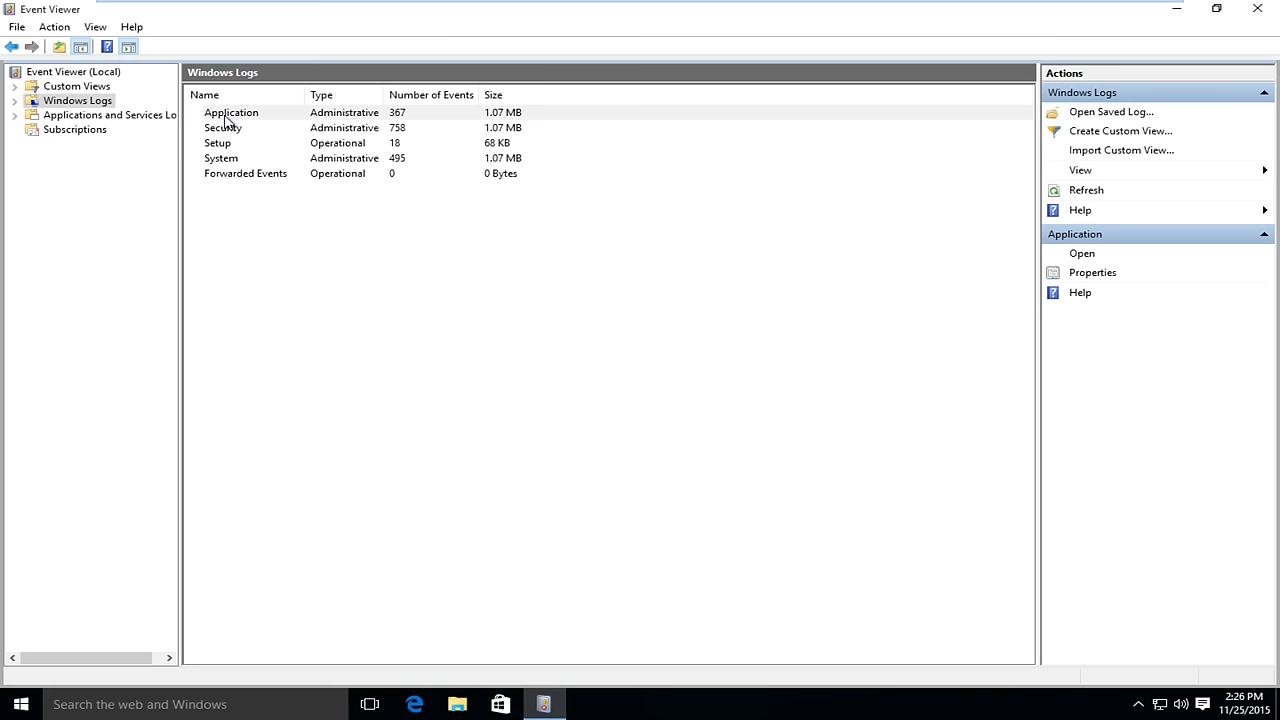 Event Viewer
File Action View Help
Event Viewer (Local)
Custom Views
Windows Logs
Applications and Services Lo
Subscriptions
Windows Logs
Name Type Number of Events Size
Application Administrative 367 1.07 MB
Security Administrative 758 1.07 MB
Setup Operational 18 68 KB
System Administrative 495 1.07 MB
Forwarded Events Operational 0 0 Bytes
Actions
Windows Logs
Open Saved Log...
Create Custom View...
Import Custom View...
View
Refresh
Help
Application
Open
Properties
Help
Search the web and Windows
2:26 PM
11/25/2015